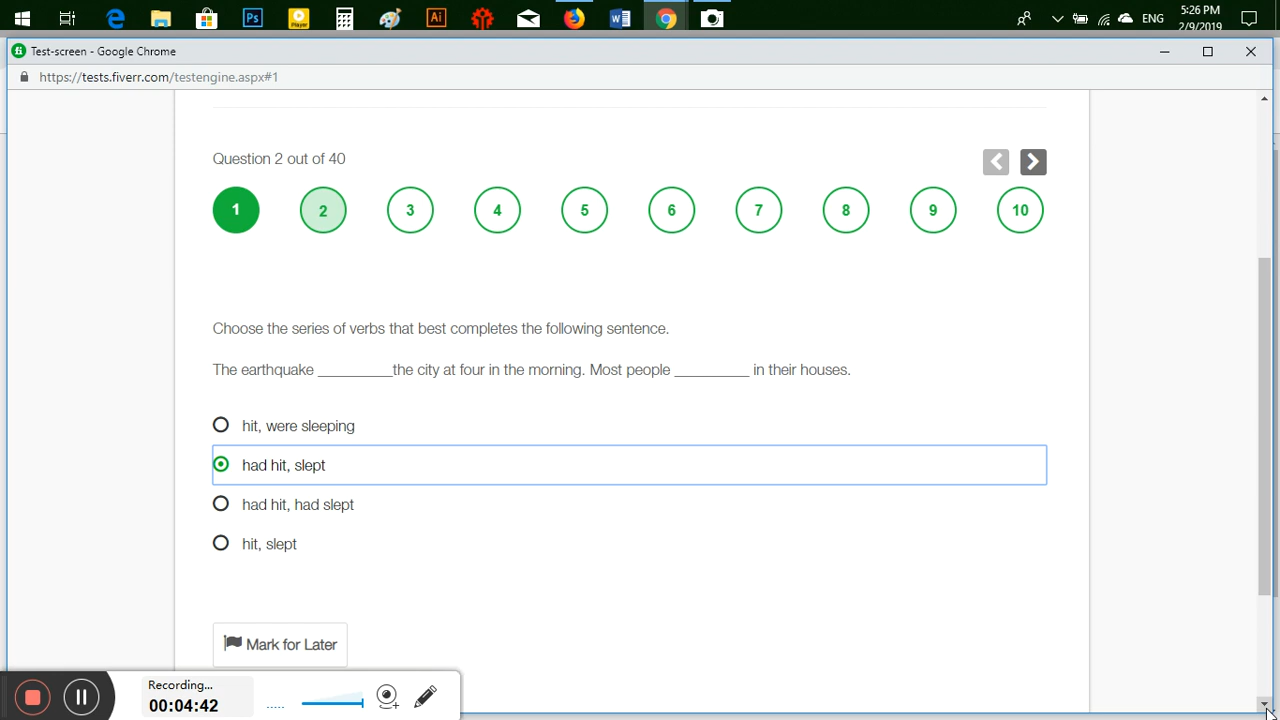 Ps
Player
Ai
ENG
5:26 PM
2/9/2019
fi
Test-screen - Google Chrome
https://tests.fiverr.com/testengine.aspx#1
Question 2 out of 40
1 2 3 4 5 6 7 8 9 10
Choose the series of verbs that best completes the following sentence.
The earthquake _________the city at four in the morning. Most people _________ in their houses.
hit, were sleeping
had hit, slept
had hit, had slept
hit, slept
Mark for Later
Recording...
00:04:42